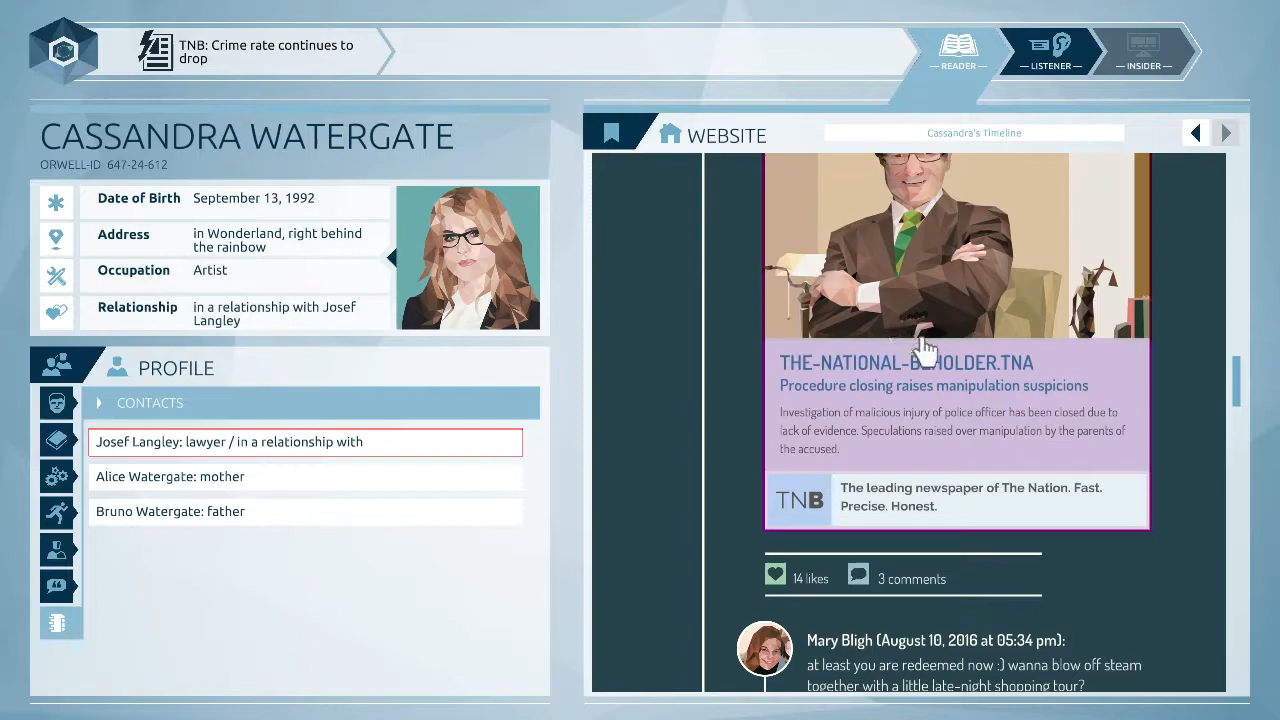 TNB: Crime rate continues to
drop
READER
LISTENER
INSIDER
CASSANDRA WATERGATE
ORWELL-ID 647-24-612
Date of Birth September 13, 1992
Address in Wonderland, right behind
the rainbow
Occupation Artist
Relationship in a relationship with Josef
Langley
PROFILE
CONTACTS
Josef Langley: lawyer / in a relationship with
Alice Watergate: mother
Bruno Watergate: father
WEBSITE
Cassandra's Timeline
THE-NATIONAL-BEHOLDER.TNA
Procedure closing raises manipulation suspicions
Investigation of malicious injury of police officer has been closed due to
lack of evidence. Speculations raised over manipulation by the parents of
the accused.
TNB
The leading newspaper of The Nation. Fast.
Precise. Honest.
14 likes 3 comments
Mary Bligh (August 10, 2016 at 05:34 pm):
at least you are redeemed now :) wanna blow off steam
together with a little late-night shopping tour?